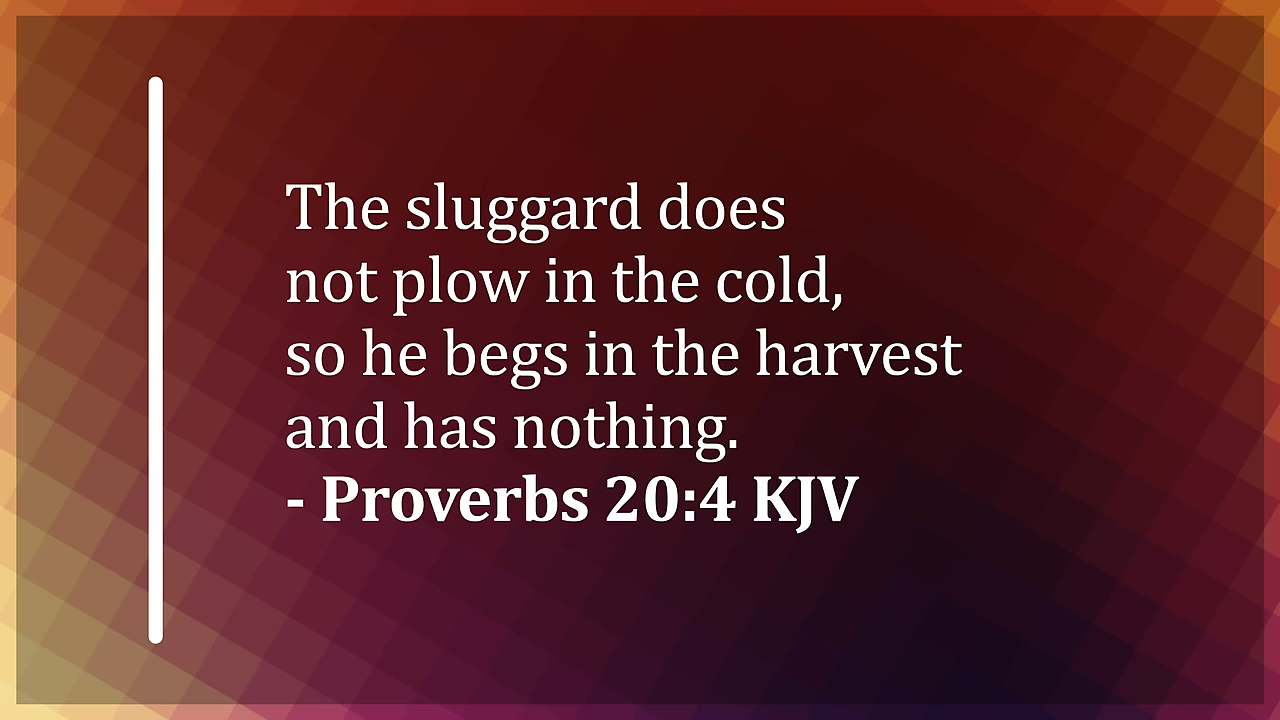 The sluggard does
not plow in the cold,
so he begs in the harvest
and has nothing.
- Proverbs 20:4 KJV